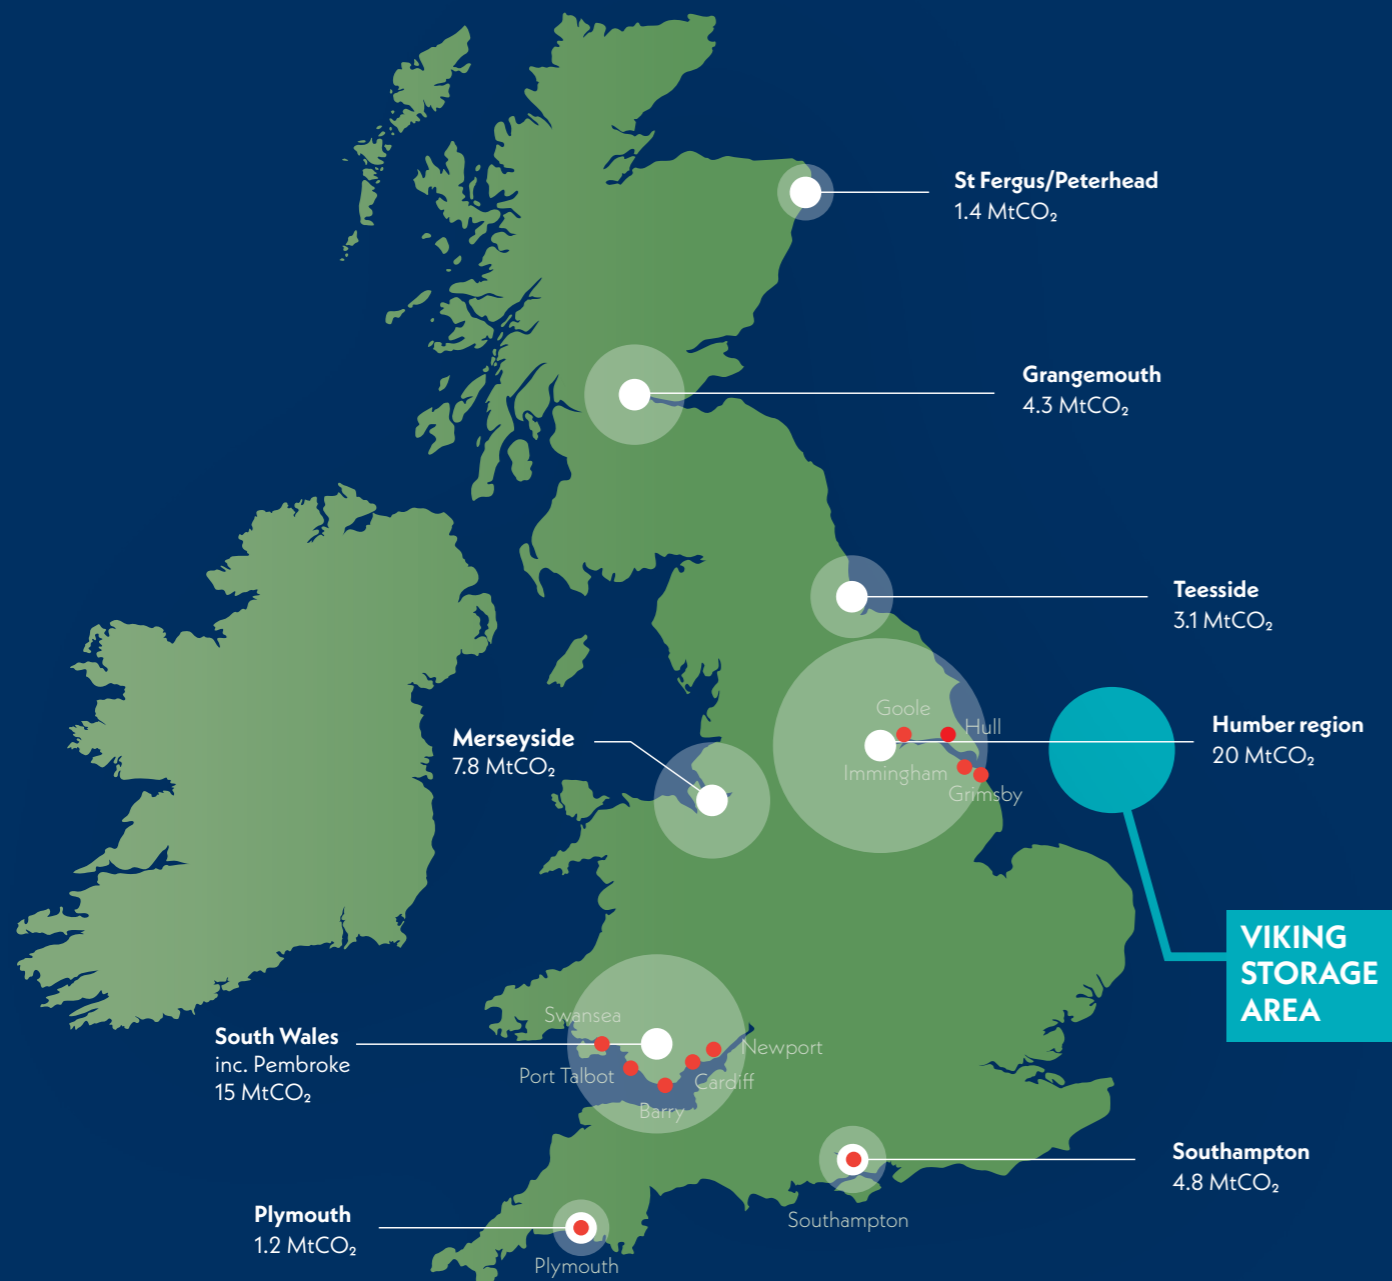 St Fergus/Peterhead
1.4 MtCO₂
Grangemouth
4.3 MtCO₂
Teesside
3.1 MtCO₂
Goole
Hull
Immingham
Grimsby
Humber region
20 MtCO₂
Merseyside
7.8 MtCO₂
VIKING
STORAGE
AREA
South Wales
inc. Pembroke
15 MtCO₂
Swansea
Newport
Port Talbot
Cardiff
Barry
Southampton
4.8 MtCO₂
Southampton
Plymouth
1.2 MtCO₂
Plymouth